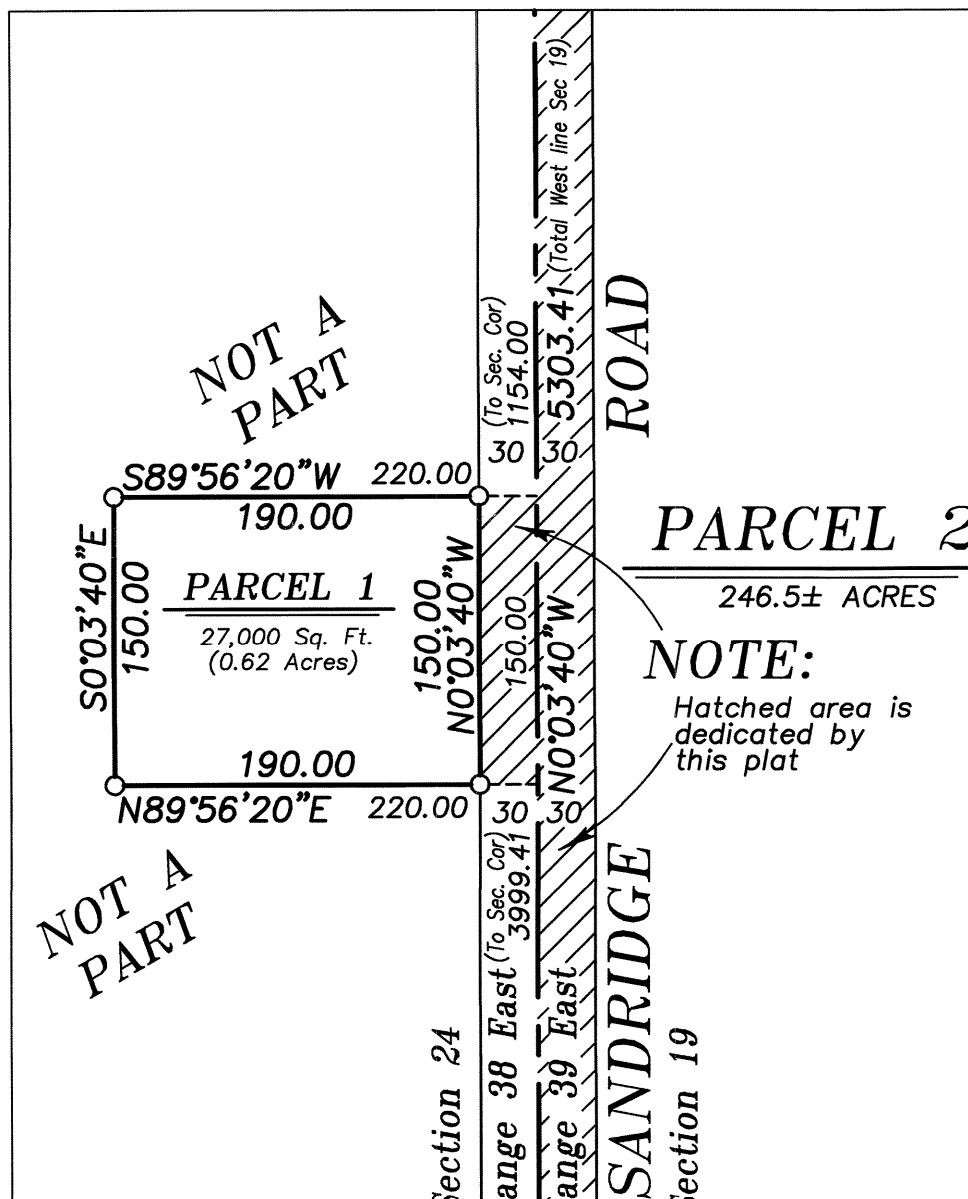 (Total West line Sec 19)
5303.41
(To Sec. Cor)
1154.00
ROAD
NOT A
PART
30 30
S89°56'20"W 220.00
190.00
S0°03'40"E
150.00
PARCEL 1
27,000 Sq. Ft.
(0.62 Acres)
150.00
N0°03'40"W
150.00
N0°03'40"W
PARCEL 2
246.5± ACRES
NOTE:
Hatched area is
dedicated by
this plat
190.00
N89°56'20"E 220.00
30 30
(To Sec. Cor)
3999.41
NOT A
PART
Section 24
ange 38 East
ange 39 East
SANDRIDGE
Section 19